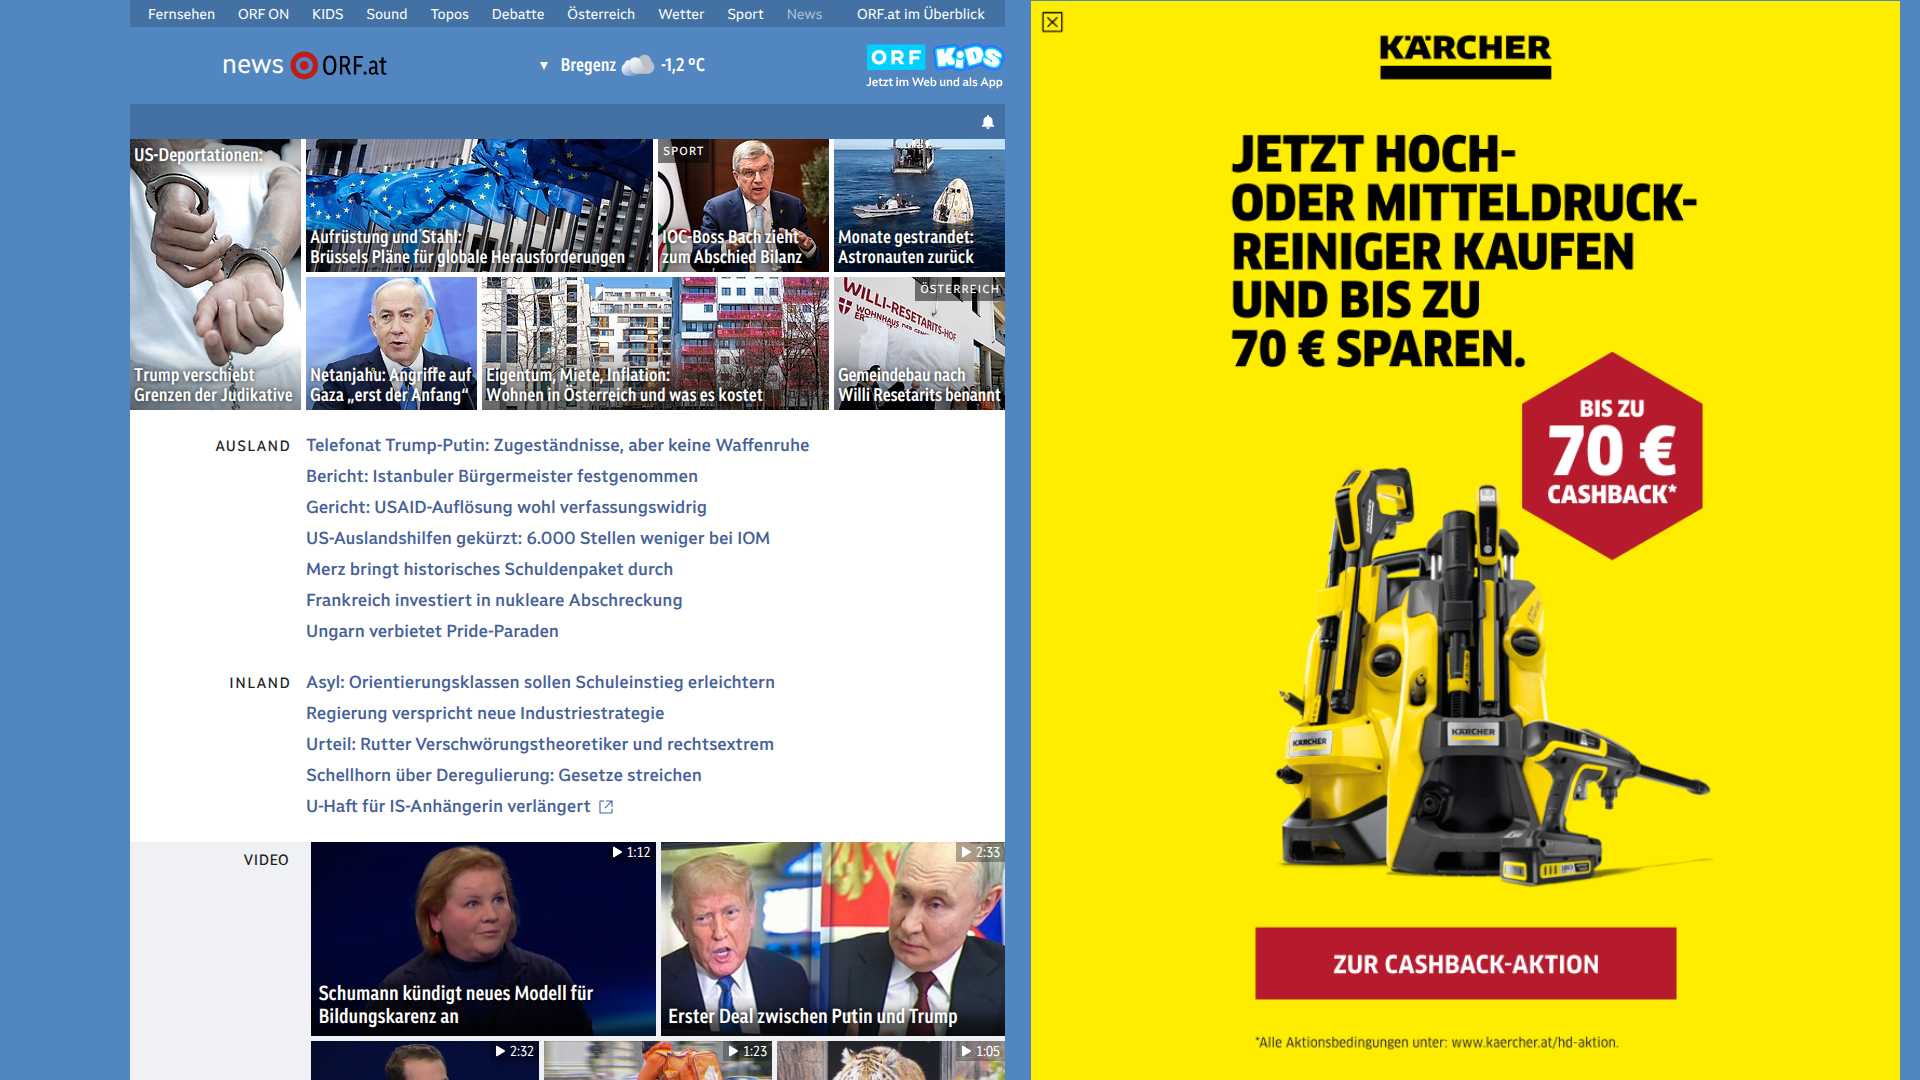 Fernsehen ORF ON KIDS Sound Topos Debatte Österreich Wetter Sport News ORF.at im Überblick
news ORF.at
▼ Bregenz -1,2 °C
ORF KiDS
Jetzt im Web und als App
US-Deportationen:
Trump verschiebt
Grenzen der Judikative
Aufrüstung und Stahl:
Brüssels Pläne für globale Herausforderungen
SPORT
IOC-Boss Bach zieht
zum Abschied Bilanz
Monate gestrandet:
Astronauten zurück
Netanjahu: Angriffe auf
Gaza „erst der Anfang“
Eigentum, Miete, Inflation:
Wohnen in Österreich und was es kostet
ÖSTERREICH
WILLI-RESETARITS-HOF
Gemeindebau nach
Willi Resetarits benannt
AUSLAND
Telefonat Trump-Putin: Zugeständnisse, aber keine Waffenruhe
Bericht: Istanbuler Bürgermeister festgenommen
Gericht: USAID-Auflösung wohl verfassungswidrig
US-Auslandshilfen gekürzt: 6.000 Stellen weniger bei IOM
Merz bringt historisches Schuldenpaket durch
Frankreich investiert in nukleare Abschreckung
Ungarn verbietet Pride-Paraden
INLAND
Asyl: Orientierungsklassen sollen Schuleinstieg erleichtern
Regierung verspricht neue Industriestrategie
Urteil: Rutter Verschwörungstheoretiker und rechtsextrem
Schellhorn über Deregulierung: Gesetze streichen
U-Haft für IS-Anhängerin verlängert
VIDEO
1:12
Schumann kündigt neues Modell für
Bildungskarenz an
2:33
Erster Deal zwischen Putin und Trump
2:32
1:23
1:05
KÄRCHER
JETZT HOCH-
ODER MITTELDRUCK-
REINIGER KAUFEN
UND BIS ZU
70 € SPAREN.
BIS ZU
70 €
CASHBACK*
KÄRCHER
KÄRCHER
ZUR CASHBACK-AKTION
*Alle Aktionsbedingungen unter: www.kaercher.at/hd-aktion.